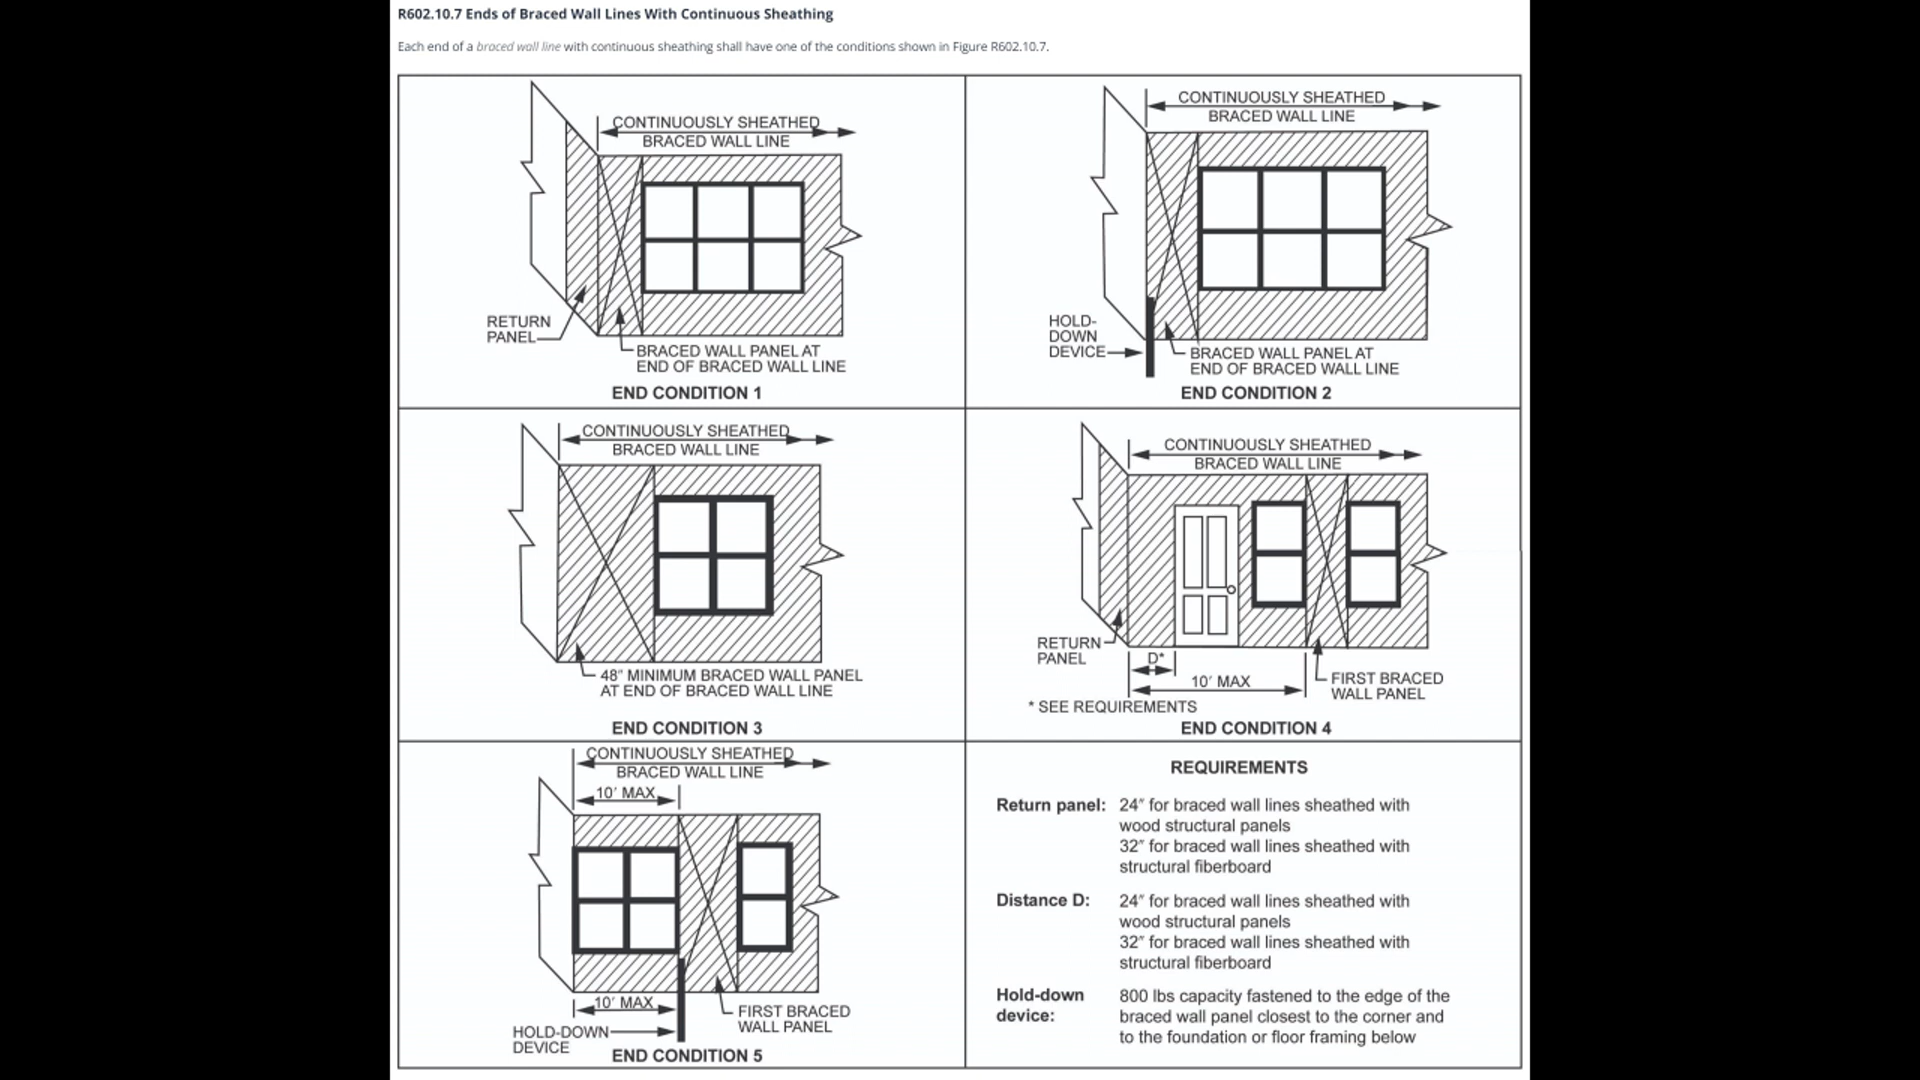 R602.10.7 Ends of Braced Wall Lines With Continuous Sheathing
Each end of a braced wall line with continuous sheathing shall have one of the conditions shown in Figure R602.10.7.
CONTINUOUSLY SHEATHED
BRACED WALL LINE
RETURN
PANEL
BRACED WALL PANEL AT
END OF BRACED WALL LINE
END CONDITION 1
CONTINUOUSLY SHEATHED
BRACED WALL LINE
HOLD-
DOWN
DEVICE
BRACED WALL PANEL AT
END OF BRACED WALL LINE
END CONDITION 2
CONTINUOUSLY SHEATHED
BRACED WALL LINE
48" MINIMUM BRACED WALL PANEL
AT END OF BRACED WALL LINE
END CONDITION 3
CONTINUOUSLY SHEATHED
BRACED WALL LINE
RETURN
PANEL
D*
10' MAX
FIRST BRACED
WALL PANEL
* SEE REQUIREMENTS
END CONDITION 4
CONTINUOUSLY SHEATHED
BRACED WALL LINE
10' MAX
10' MAX
FIRST BRACED
WALL PANEL
HOLD-DOWN
DEVICE
END CONDITION 5
REQUIREMENTS
Return panel: 24" for braced wall lines sheathed with
wood structural panels
32" for braced wall lines sheathed with
structural fiberboard
Distance D: 24" for braced wall lines sheathed with
wood structural panels
32" for braced wall lines sheathed with
structural fiberboard
Hold-down 800 lbs capacity fastened to the edge of the
device: braced wall panel closest to the corner and
to the foundation or floor framing below